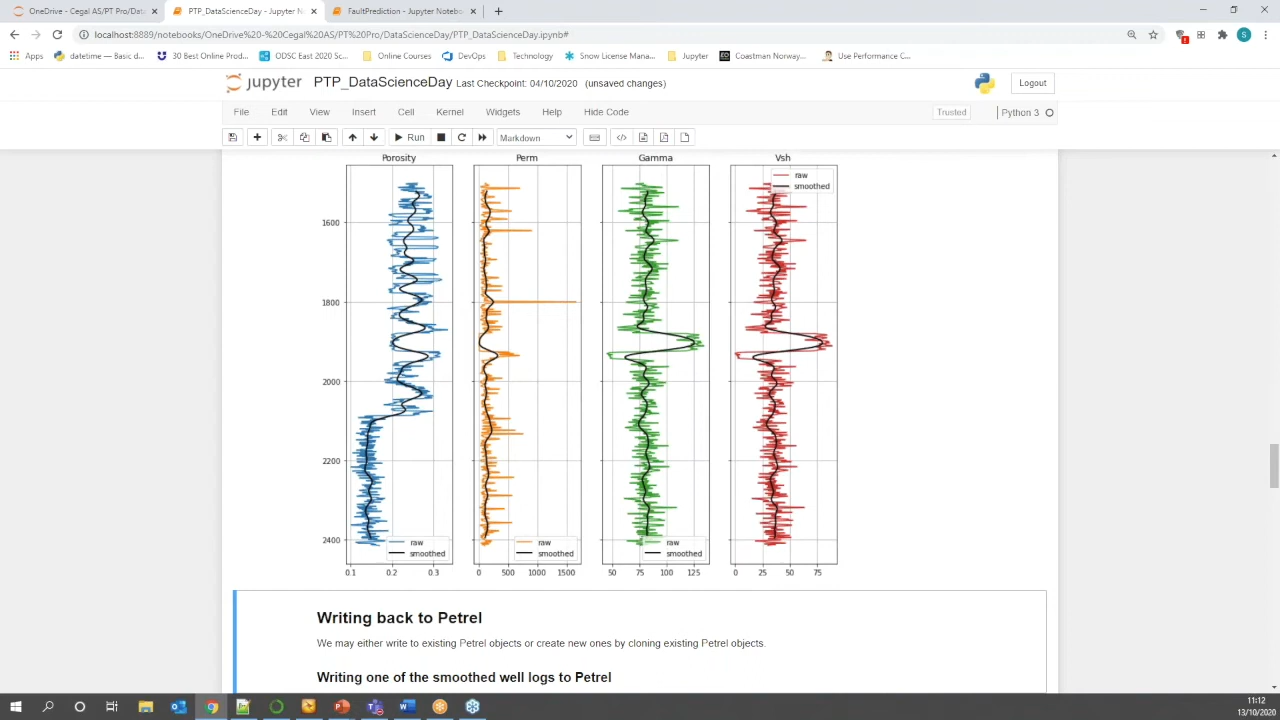 OneDrive - Cegal AS/PT Pro/Data
PTP_DataScienceDay - Jupyter N
FaultPrediction - Jupyter Notebo
localhost:8889/notebooks/OneDrive%20-%20Cegal%20AS/PT%20Pro/DataScienceDay/PTP_DataScienceDay.ipynb#
S
Apps
datetime — Basic d...
30 Best Online Prod...
ODSC East 2020 S...
Online Courses
DevOps
Technology
Snow License Mana...
Jupyter
Coastman Norway...
Use Performance C...
jupyter PTP_DataScienceDay Last Checkpoint: 04/10/2020 (unsaved changes)
Logout
File Edit View Insert Cell Kernel Widgets Help Hide Code
Trusted
Python 3
Run
Markdown
Porosity
Perm
Gamma
Vsh
raw
smoothed
1600
1800
2000
2200
2400
raw
smoothed
raw
smoothed
raw
smoothed
0.1 0.2 0.3
0 500 1000 1500
50 75 100 125
0 25 50 75
Writing back to Petrel
We may either write to existing Petrel objects or create new ones by cloning existing Petrel objects.
Writing one of the smoothed well logs to Petrel
11:12
13/10/2020